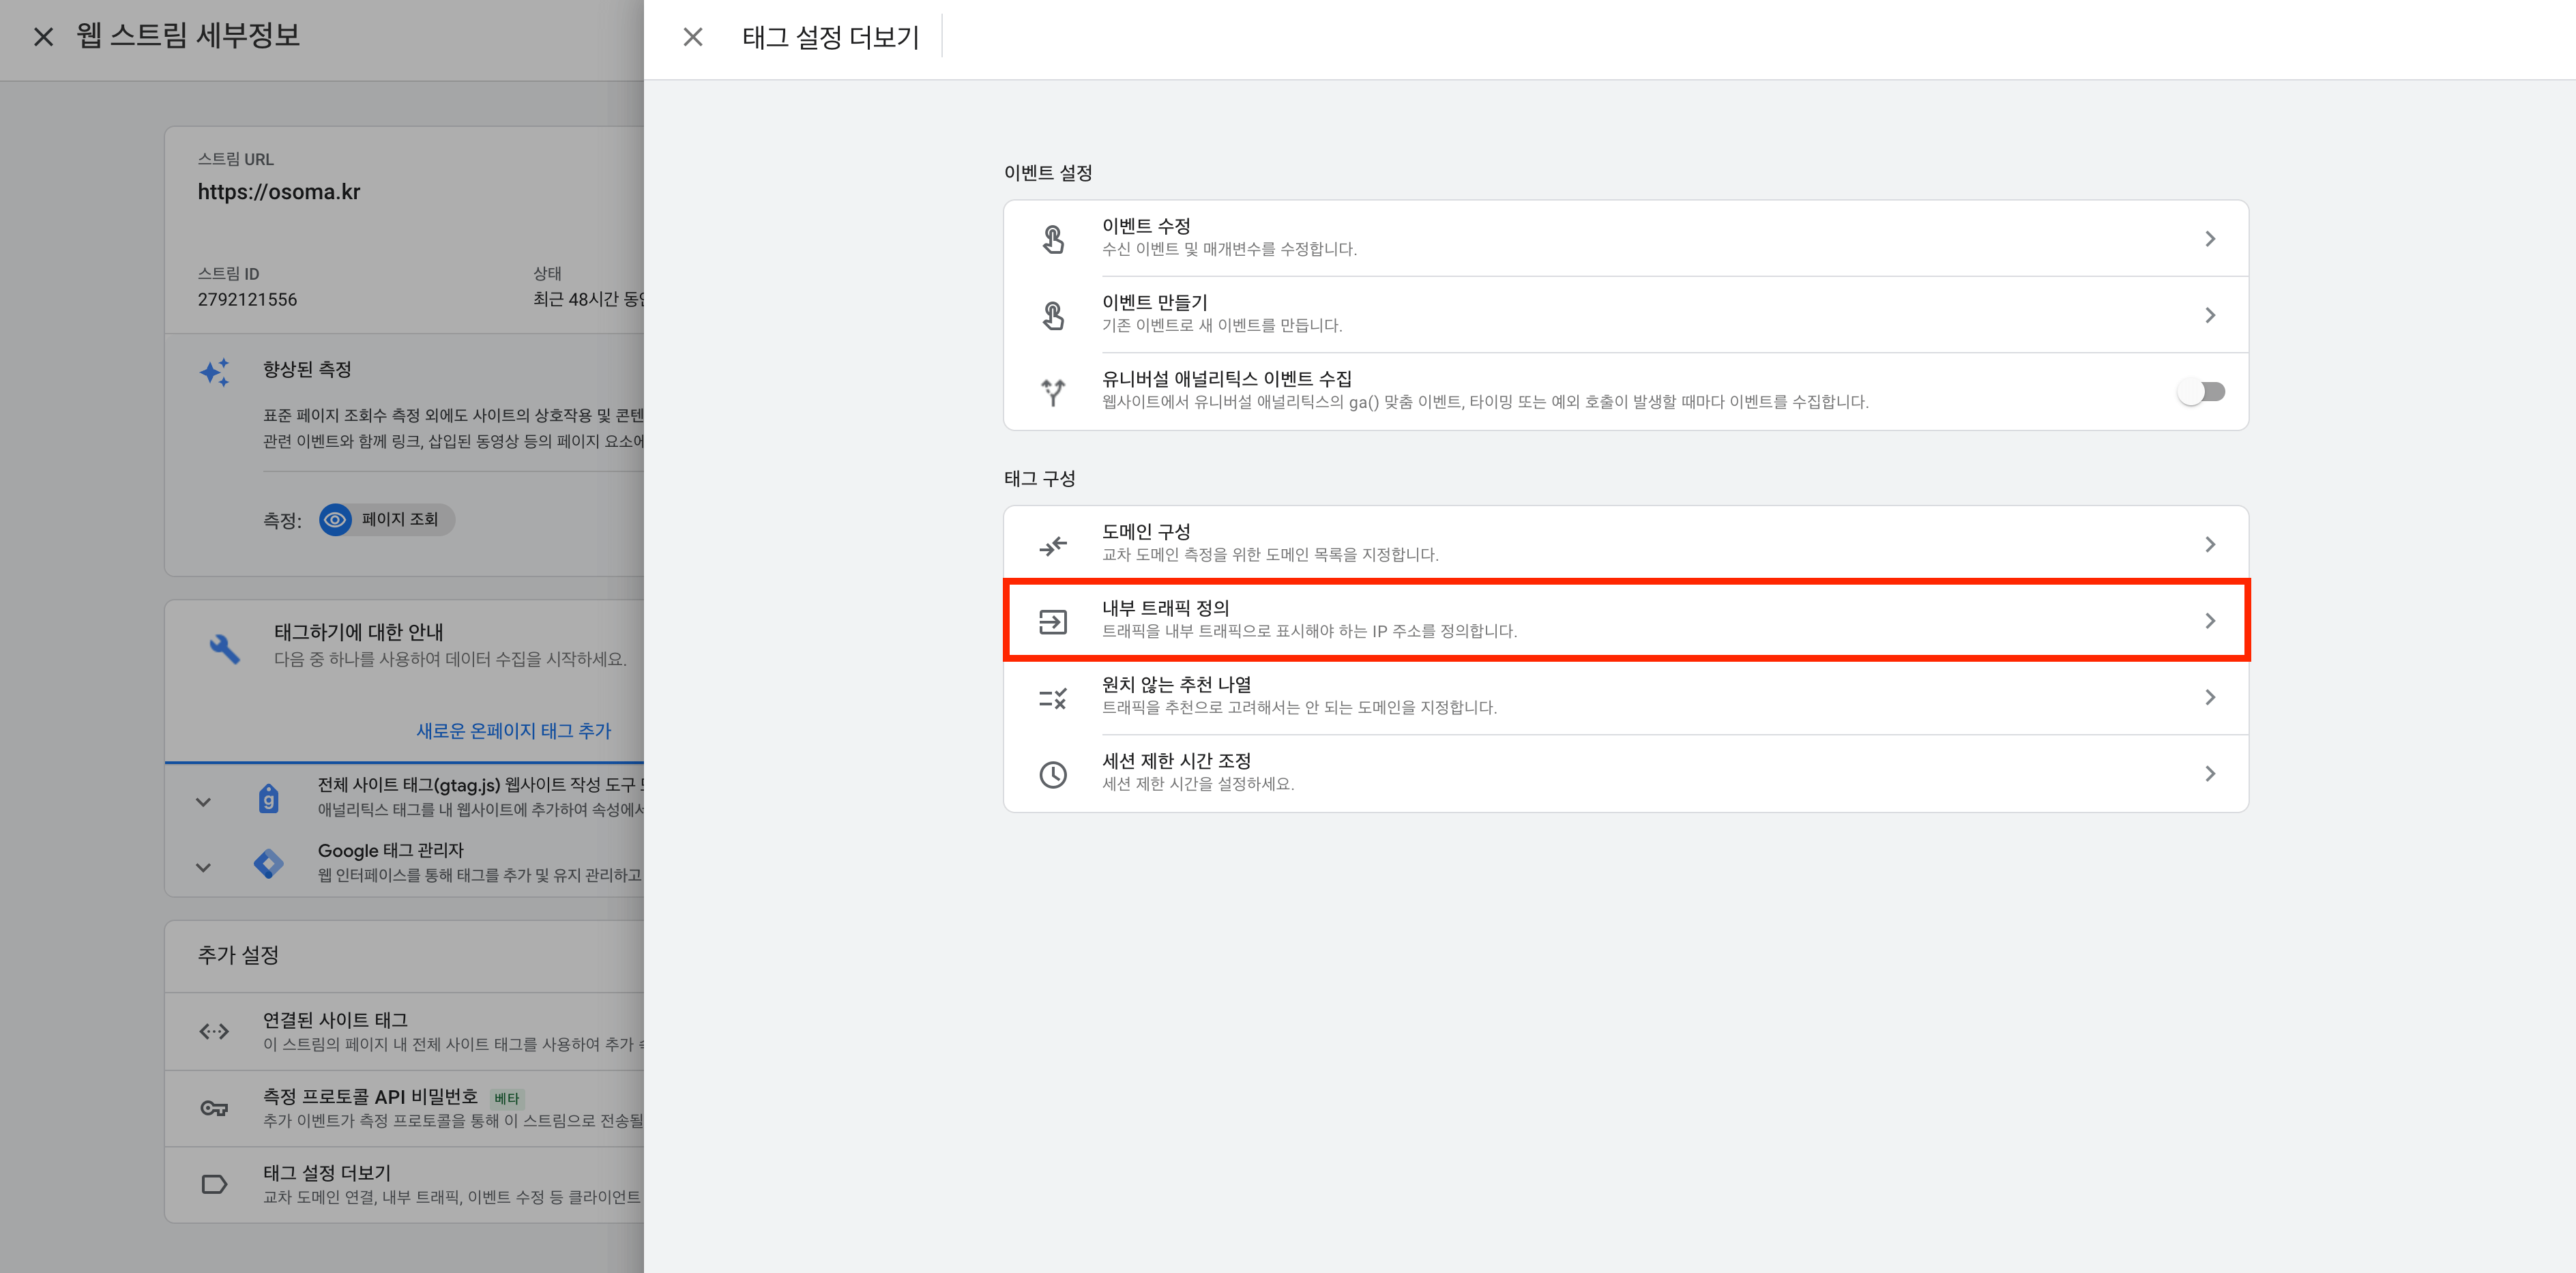 웹 스트림 세부정보
스트림 URL
https://osoma.kr
스트림 ID
상태
2792121556
최근 48시간
향상된 측정
표준 페이지 조회수 측정 외에도 사이트의 상호작용 및
관련 이벤트와 함께 링크, 삽입된 동영상 등의 페이지
측정:
페이지 조회
태그하기에 대한 안내
다음 중 하나를 사용하여 데이터 수집을 시작하세요.
새로운 온페이지 태그 추가
전체 사이트 태그(gtag.js) 웹사이트 작성 도구
g
애널리틱스 태그를 내 웹사이트에 추가하여
Google 태그 관리자
웹 인터페이스를 통해 태그를 추가 및 유지 관리하고
추가 설정
연결된 사이트 태그
이 스트림의 페이지 내 전체 사이트 태그를 사용하여 추가
측정 프로토콜 API 비밀번호 베타
추가 이벤트가 측정 프로토콜을 통해 이 스트림으로 전송될
태그 설정 더보기
교차 도메인 연결, 내부 트래픽, 이벤트 수정 등 클라이언트
태그 설정 더보기
이벤트 설정
이벤트 수정
수신 이벤트 및 매개변수를 수정합니다.
이벤트 만들기
기존 이벤트로 새 이벤트를 만듭니다.
유니버설 애널리틱스 이벤트 수집
웹사이트에서 유니버설 애널리틱스의 ga() 맞춤 이벤트, 타이밍 또는 예외 호출이 발생할 때마다 이벤트를 수집합니다.
태그 구성
도메인 구성
교차 도메인 측정을 위한 도메인 목록을 지정합니다.
내부 트래픽 정의
트래픽을 내부 트래픽으로 표시해야 하는 IP 주소를 정의합니다.
원치 않는 추천 나열
트래픽을 추천으로 고려해서는 안 되는 도메인을 지정합니다.
세션 제한 시간 조정
세션 제한 시간을 설정하세요.